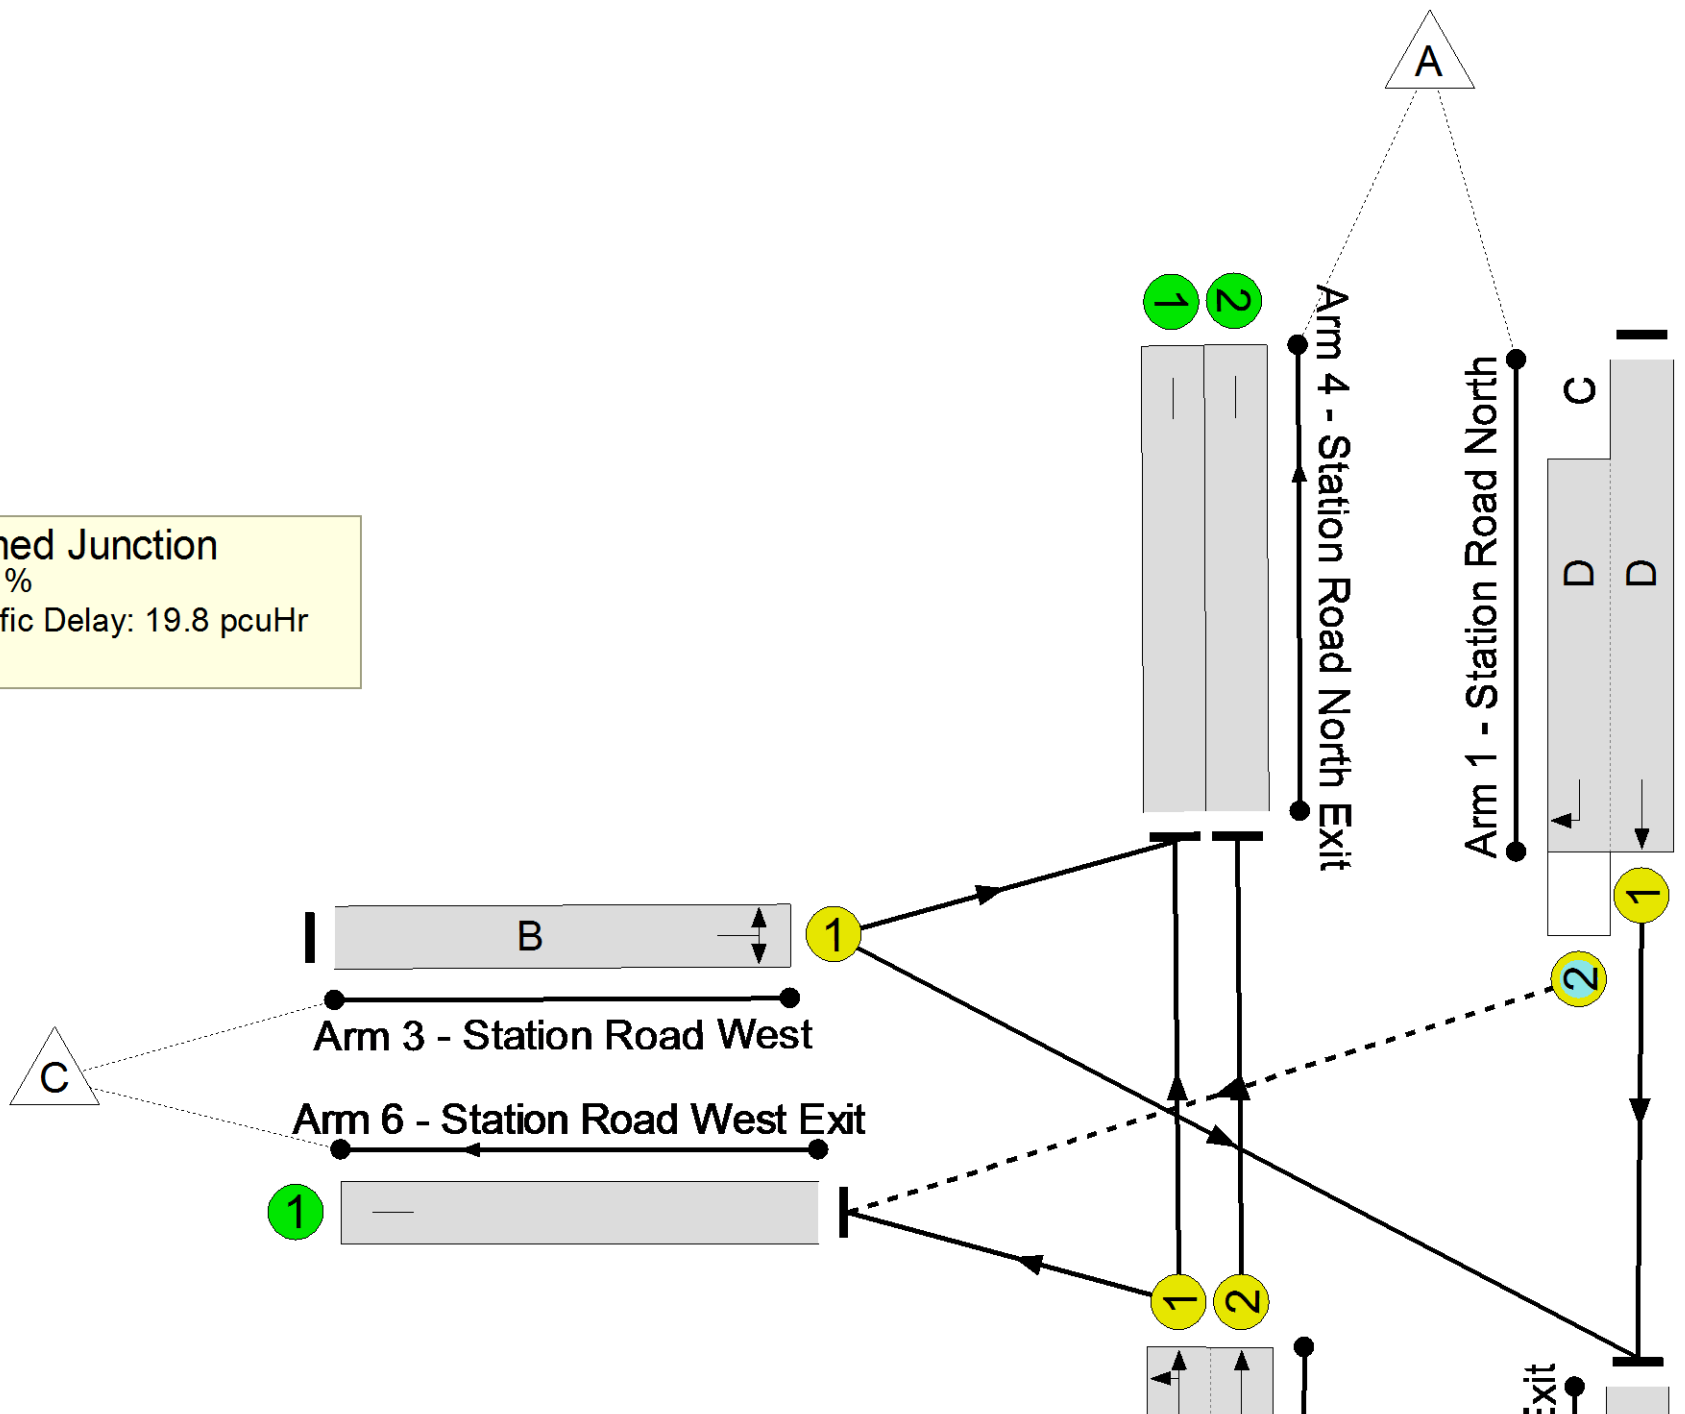 A
1
2
Arm 4 - Station Road North Exit
Arm 1 - Station Road North
C
D
D
1
2
ned Junction
%
fic Delay: 19.8 pcuHr
B
1
Arm 3 - Station Road West
C
Arm 6 - Station Road West Exit
1
1
2
Exit